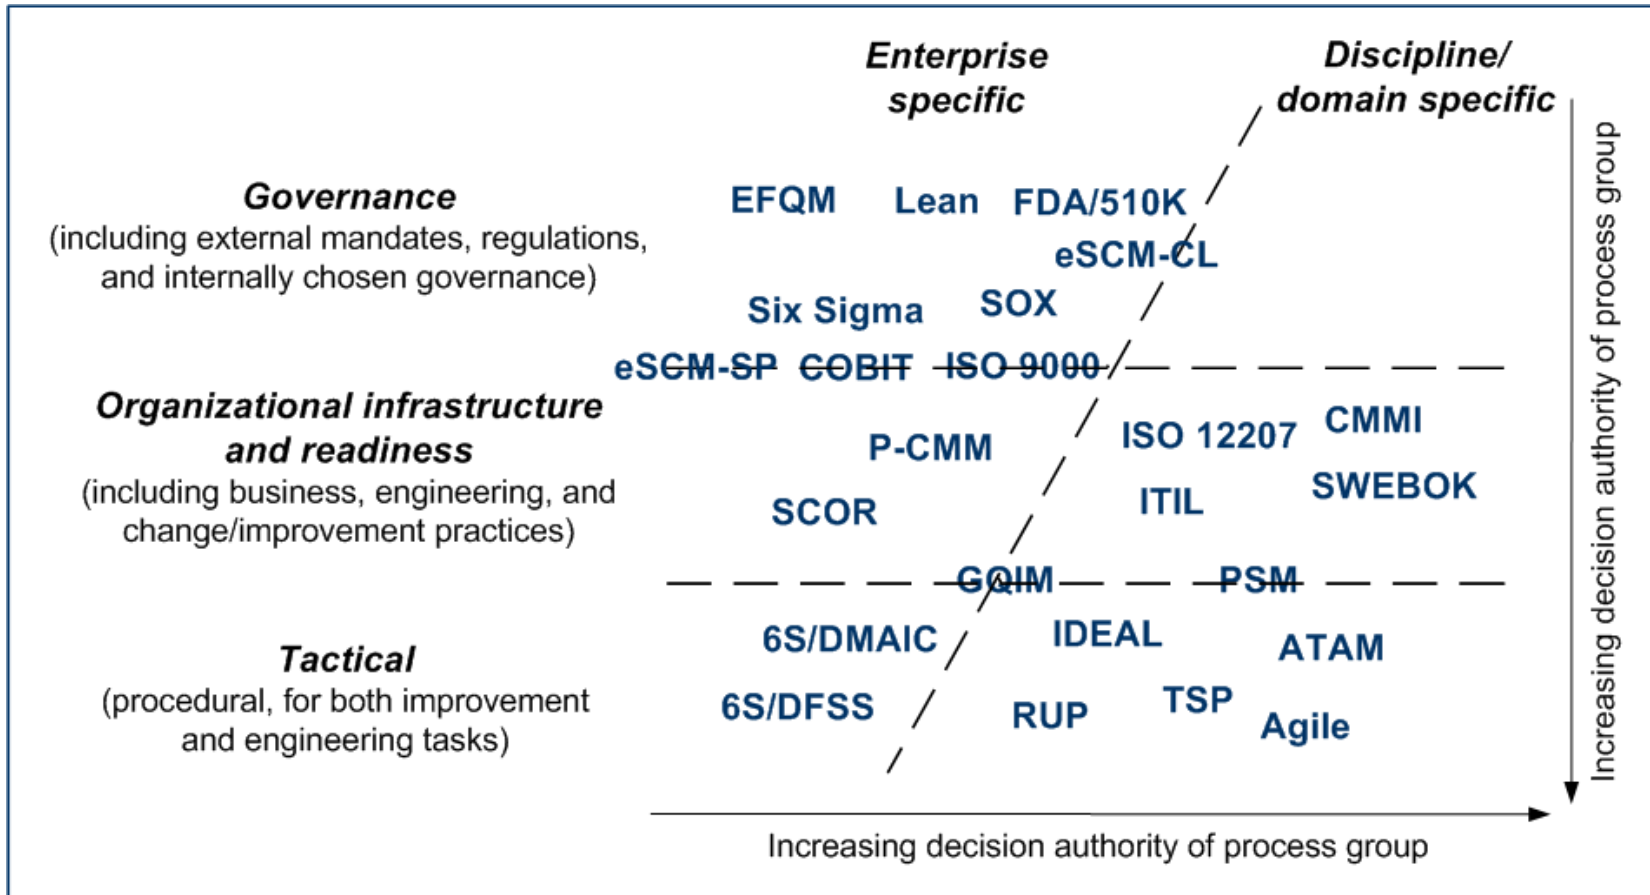 Enterprise
specific
Discipline/
domain specific
Governance
(including external mandates, regulations,
and internally chosen governance)
EFQM Lean FDA/510K
eSCM-CL
Six Sigma SOX
eSCM-SP COBIT ISO 9000
Organizational infrastructure
and readiness
(including business, engineering, and
change/improvement practices)
P-CMM ISO 12207 CMMI
SCOR ITIL SWEBOK
GQIM PSM
Tactical
(procedural, for both improvement
and engineering tasks)
6S/DMAIC IDEAL ATAM
6S/DFSS RUP TSP Agile
Increasing decision authority of process group
Increasing decision authority of process group